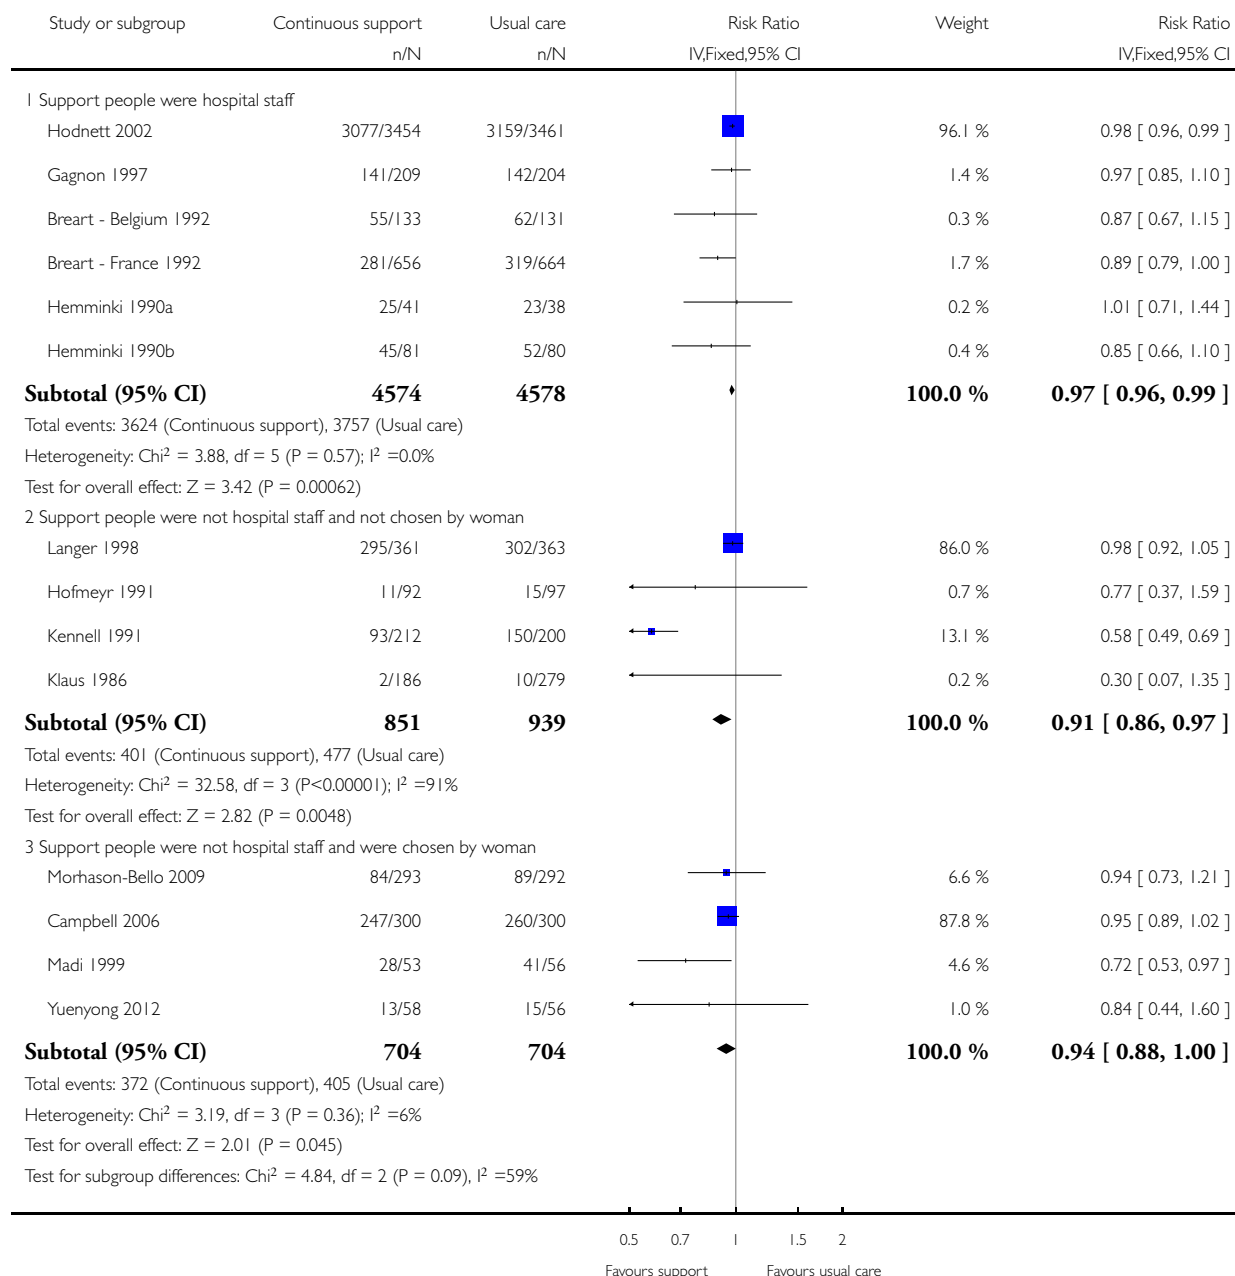 Study or subgroup Continuous support Usual care Risk Ratio Weight Risk Ratio
n/N n/N IV,Fixed,95% CI IV,Fixed,95% CI
1 Support people were hospital staff
Hodnett 2002 3077/3454 3159/3461 96.1 % 0.98 [ 0.96, 0.99 ]
Gagnon 1997 141/209 142/204 1.4 % 0.97 [ 0.85, 1.10 ]
Breart - Belgium 1992 55/133 62/131 0.3 % 0.87 [ 0.67, 1.15 ]
Breart - France 1992 281/656 319/664 1.7 % 0.89 [ 0.79, 1.00 ]
Hemminki 1990a 25/41 23/38 0.2 % 1.01 [ 0.71, 1.44 ]
Hemminki 1990b 45/81 52/80 0.4 % 0.85 [ 0.66, 1.10 ]
Subtotal (95% CI) 4574 4578 100.0 % 0.97 [ 0.96, 0.99 ]
Total events: 3624 (Continuous support), 3757 (Usual care)
Heterogeneity: Chi² = 3.88, df = 5 (P = 0.57); I² =0.0%
Test for overall effect: Z = 3.42 (P = 0.00062)
2 Support people were not hospital staff and not chosen by woman
Langer 1998 295/361 302/363 86.0 % 0.98 [ 0.92, 1.05 ]
Hofmeyr 1991 11/92 15/97 0.7 % 0.77 [ 0.37, 1.59 ]
Kennell 1991 93/212 150/200 13.1 % 0.58 [ 0.49, 0.69 ]
Klaus 1986 2/186 10/279 0.2 % 0.30 [ 0.07, 1.35 ]
Subtotal (95% CI) 851 939 100.0 % 0.91 [ 0.86, 0.97 ]
Total events: 401 (Continuous support), 477 (Usual care)
Heterogeneity: Chi² = 32.58, df = 3 (P<0.00001); I² =91%
Test for overall effect: Z = 2.82 (P = 0.0048)
3 Support people were not hospital staff and were chosen by woman
Morhason-Bello 2009 84/293 89/292 6.6 % 0.94 [ 0.73, 1.21 ]
Campbell 2006 247/300 260/300 87.8 % 0.95 [ 0.89, 1.02 ]
Madi 1999 28/53 41/56 4.6 % 0.72 [ 0.53, 0.97 ]
Yuenyong 2012 13/58 15/56 1.0 % 0.84 [ 0.44, 1.60 ]
Subtotal (95% CI) 704 704 100.0 % 0.94 [ 0.88, 1.00 ]
Total events: 372 (Continuous support), 405 (Usual care)
Heterogeneity: Chi² = 3.19, df = 3 (P = 0.36); I² =6%
Test for overall effect: Z = 2.01 (P = 0.045)
Test for subgroup differences: Chi² = 4.84, df = 2 (P = 0.09), I² =59%
0.5 0.7 1 1.5 2
Favours support Favours usual care